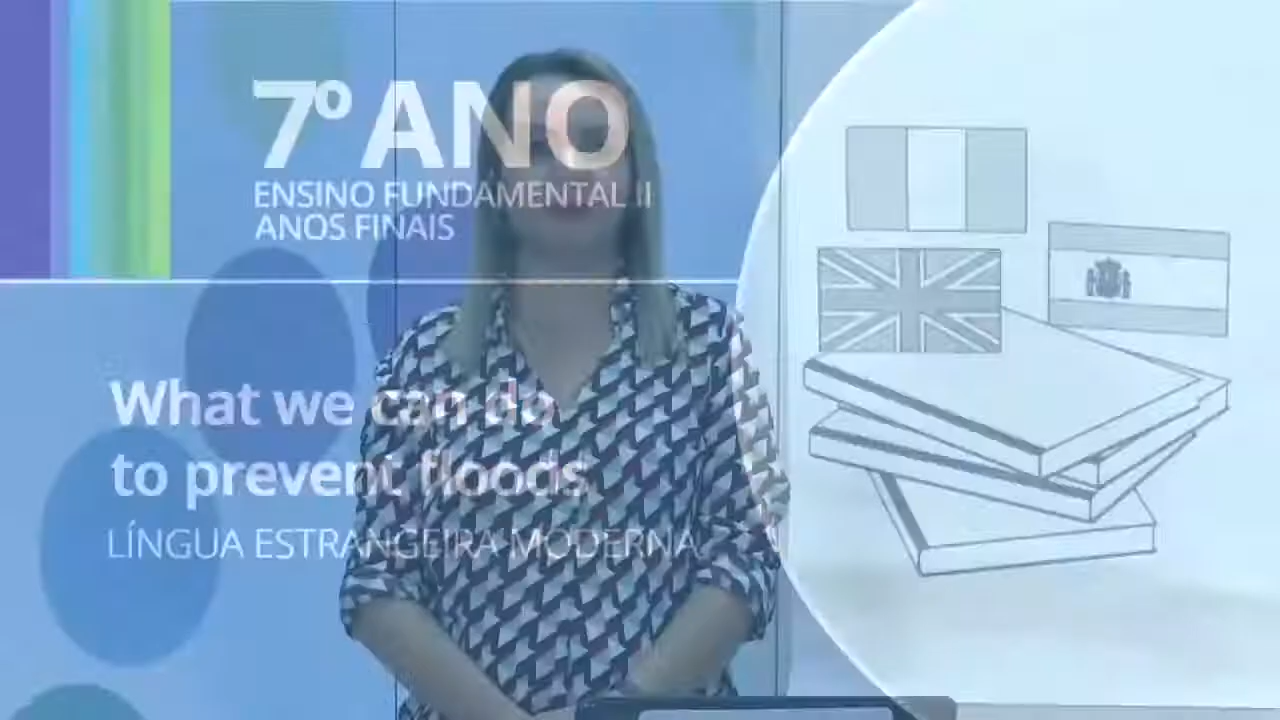 7º ANO
ENSINO FUNDAMENTAL II
ANOS FINAIS
What we can do
to prevent floods
LÍNGUA ESTRANGEIRA MODERNA